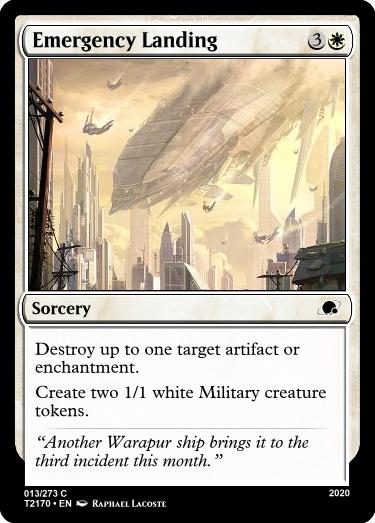 Emergency Landing 3
Sorcery
Destroy up to one target artifact or
enchantment.
Create two 1/1 white Military creature
tokens.
“Another Warapur ship brings it to the
third incident this month.”
013/273 C 2020
T2170 • EN Raphael Lacoste